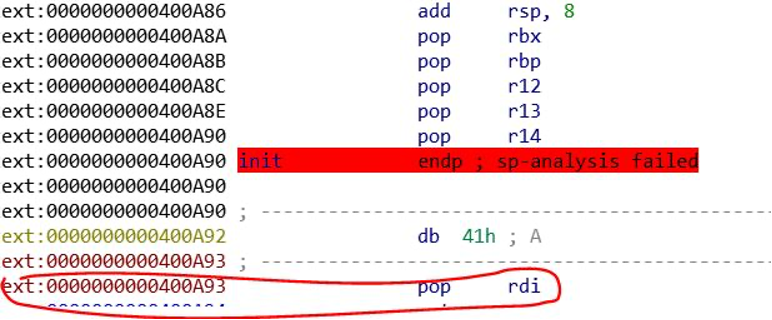 ext:0000000000400A86 add rsp, 8
ext:0000000000400A8A pop rbx
ext:0000000000400A8B pop rbp
ext:0000000000400A8C pop r12
ext:0000000000400A8E pop r13
ext:0000000000400A90 pop r14
ext:0000000000400A90 init endp ; sp-analysis failed
ext:0000000000400A90
ext:0000000000400A90 ; ---------------------------------------------
ext:0000000000400A92 db 41h ; A
ext:0000000000400A93 ; ---------------------------------------------
ext:0000000000400A93 pop rdi